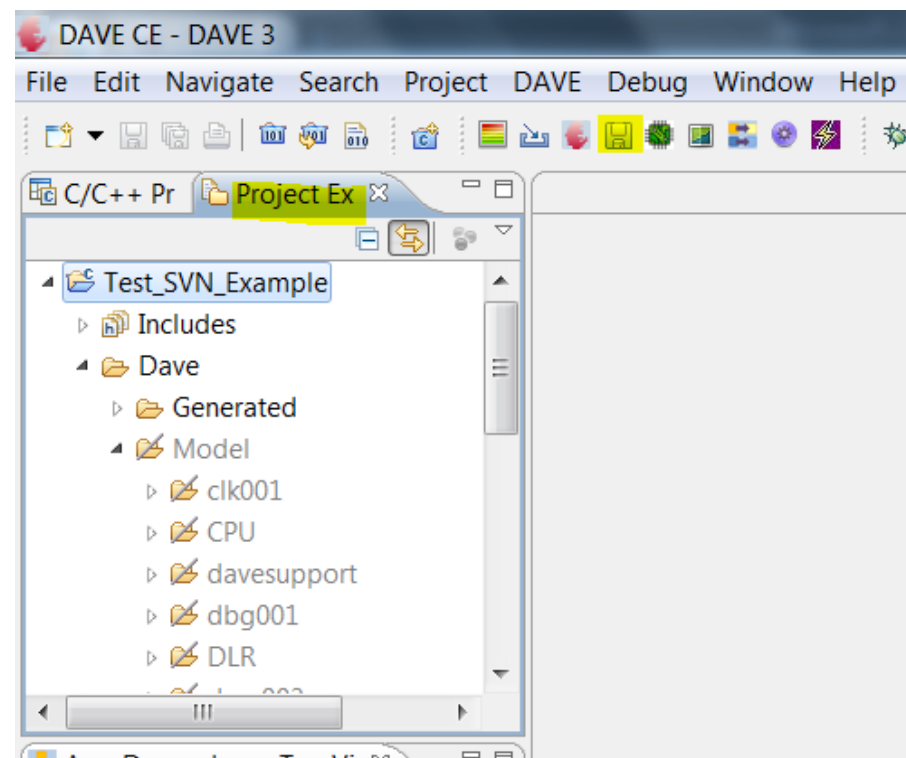 DAVE CE - DAVE 3
File Edit Navigate Search Project DAVE Debug Window Help
C/C++ Pr Project Ex
Test_SVN_Example
Includes
Dave
Generated
Model
clk001
CPU
davesupport
dbg001
DLR